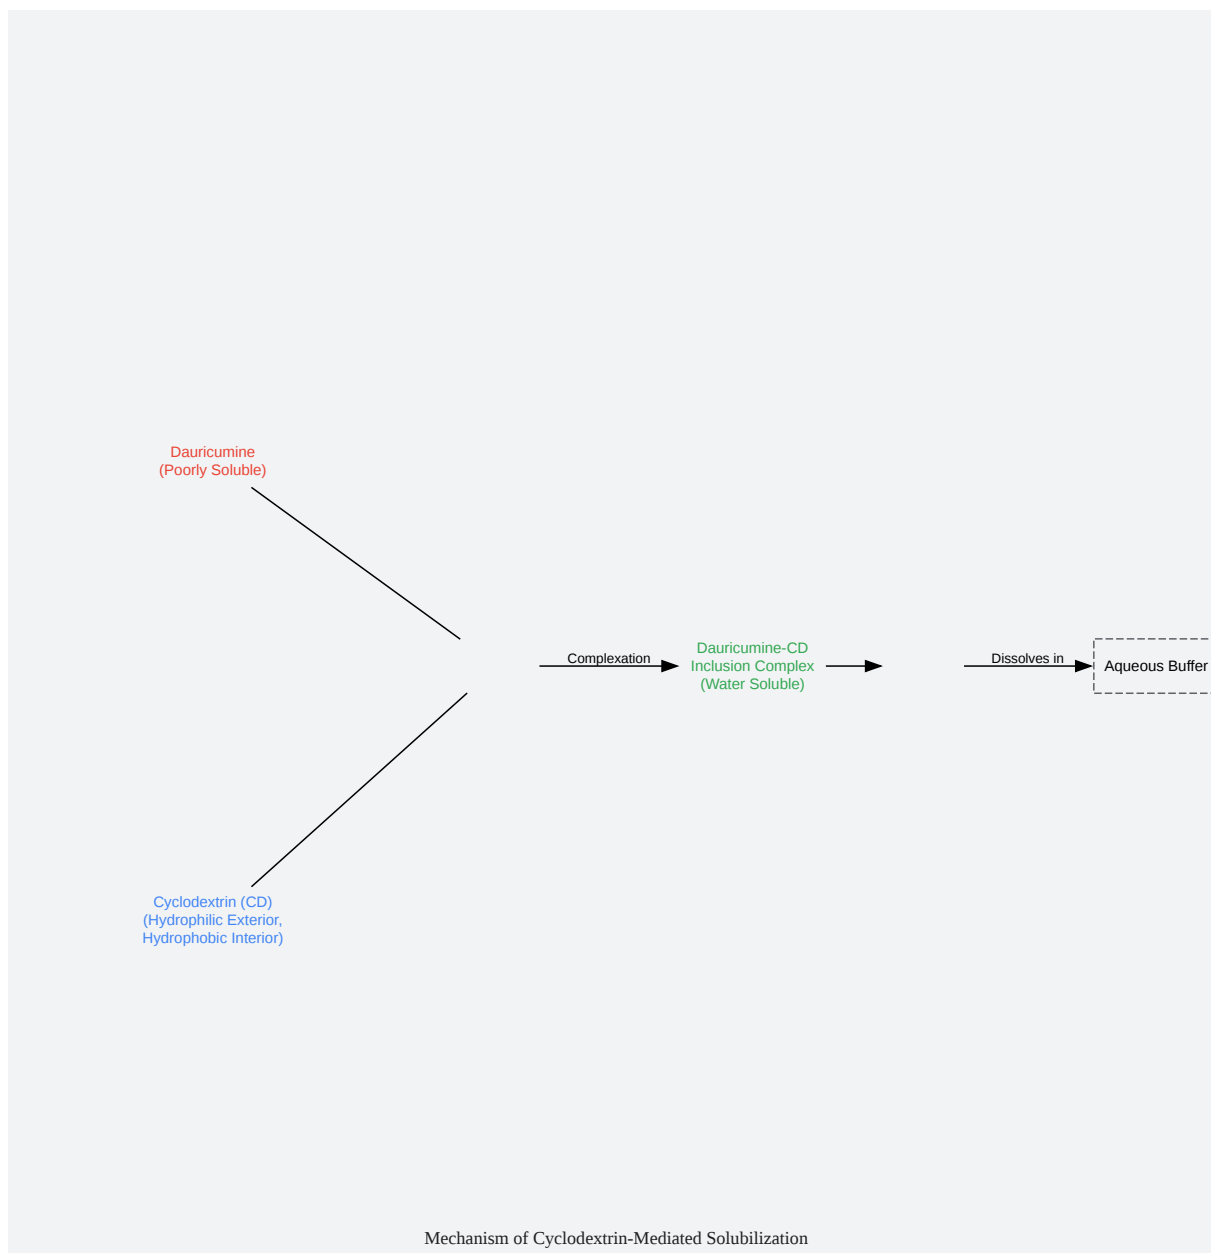 Dauricumine
(Poorly Soluble)
Complexation
Dauricumine-CD
Inclusion Complex
(Water Soluble)
Dissolves in
Aqueous Buffer
Cyclodextrin (CD)
(Hydrophilic Exterior,
Hydrophobic Interior)
Mechanism of Cyclodextrin-Mediated Solubilization